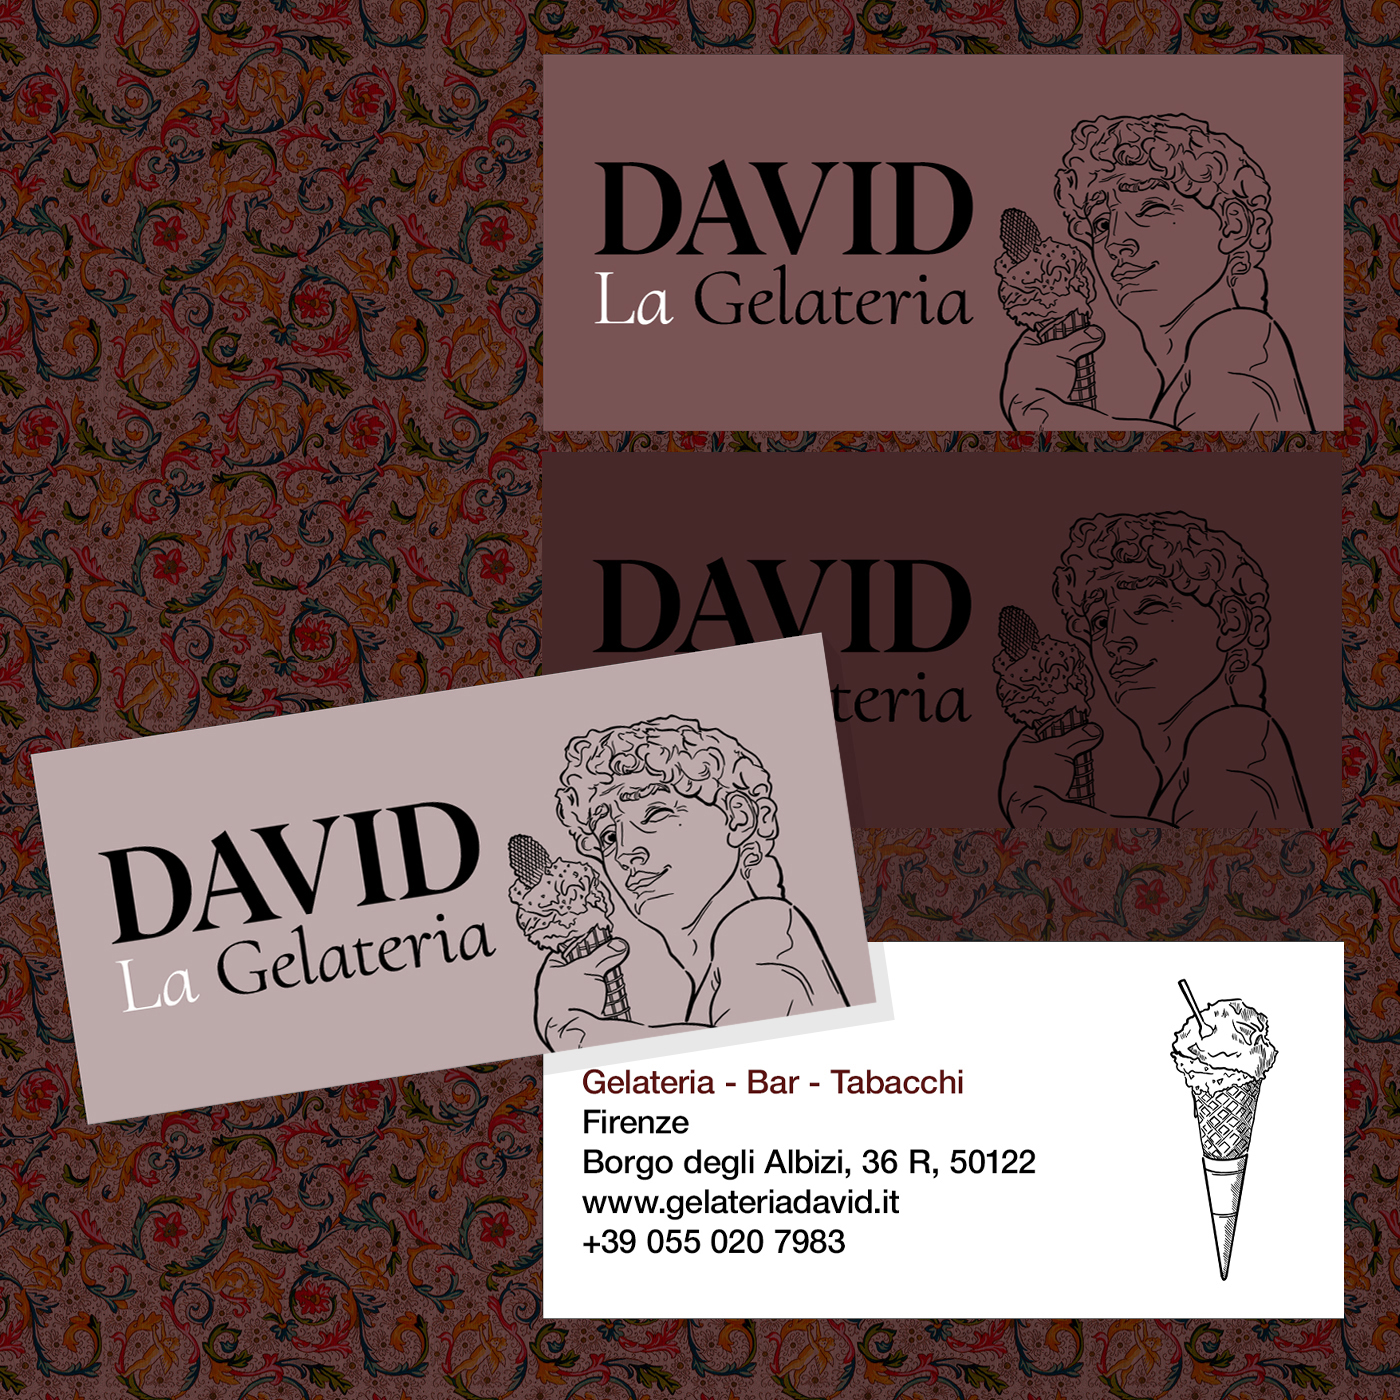 DAVID
La Gelateria
DAVID
teria
DAVID
La Gelateria
Gelateria - Bar - Tabacchi
Firenze
Borgo degli Albizi, 36 R, 50122
www.gelateriadavid.it
+39 055 020 7983